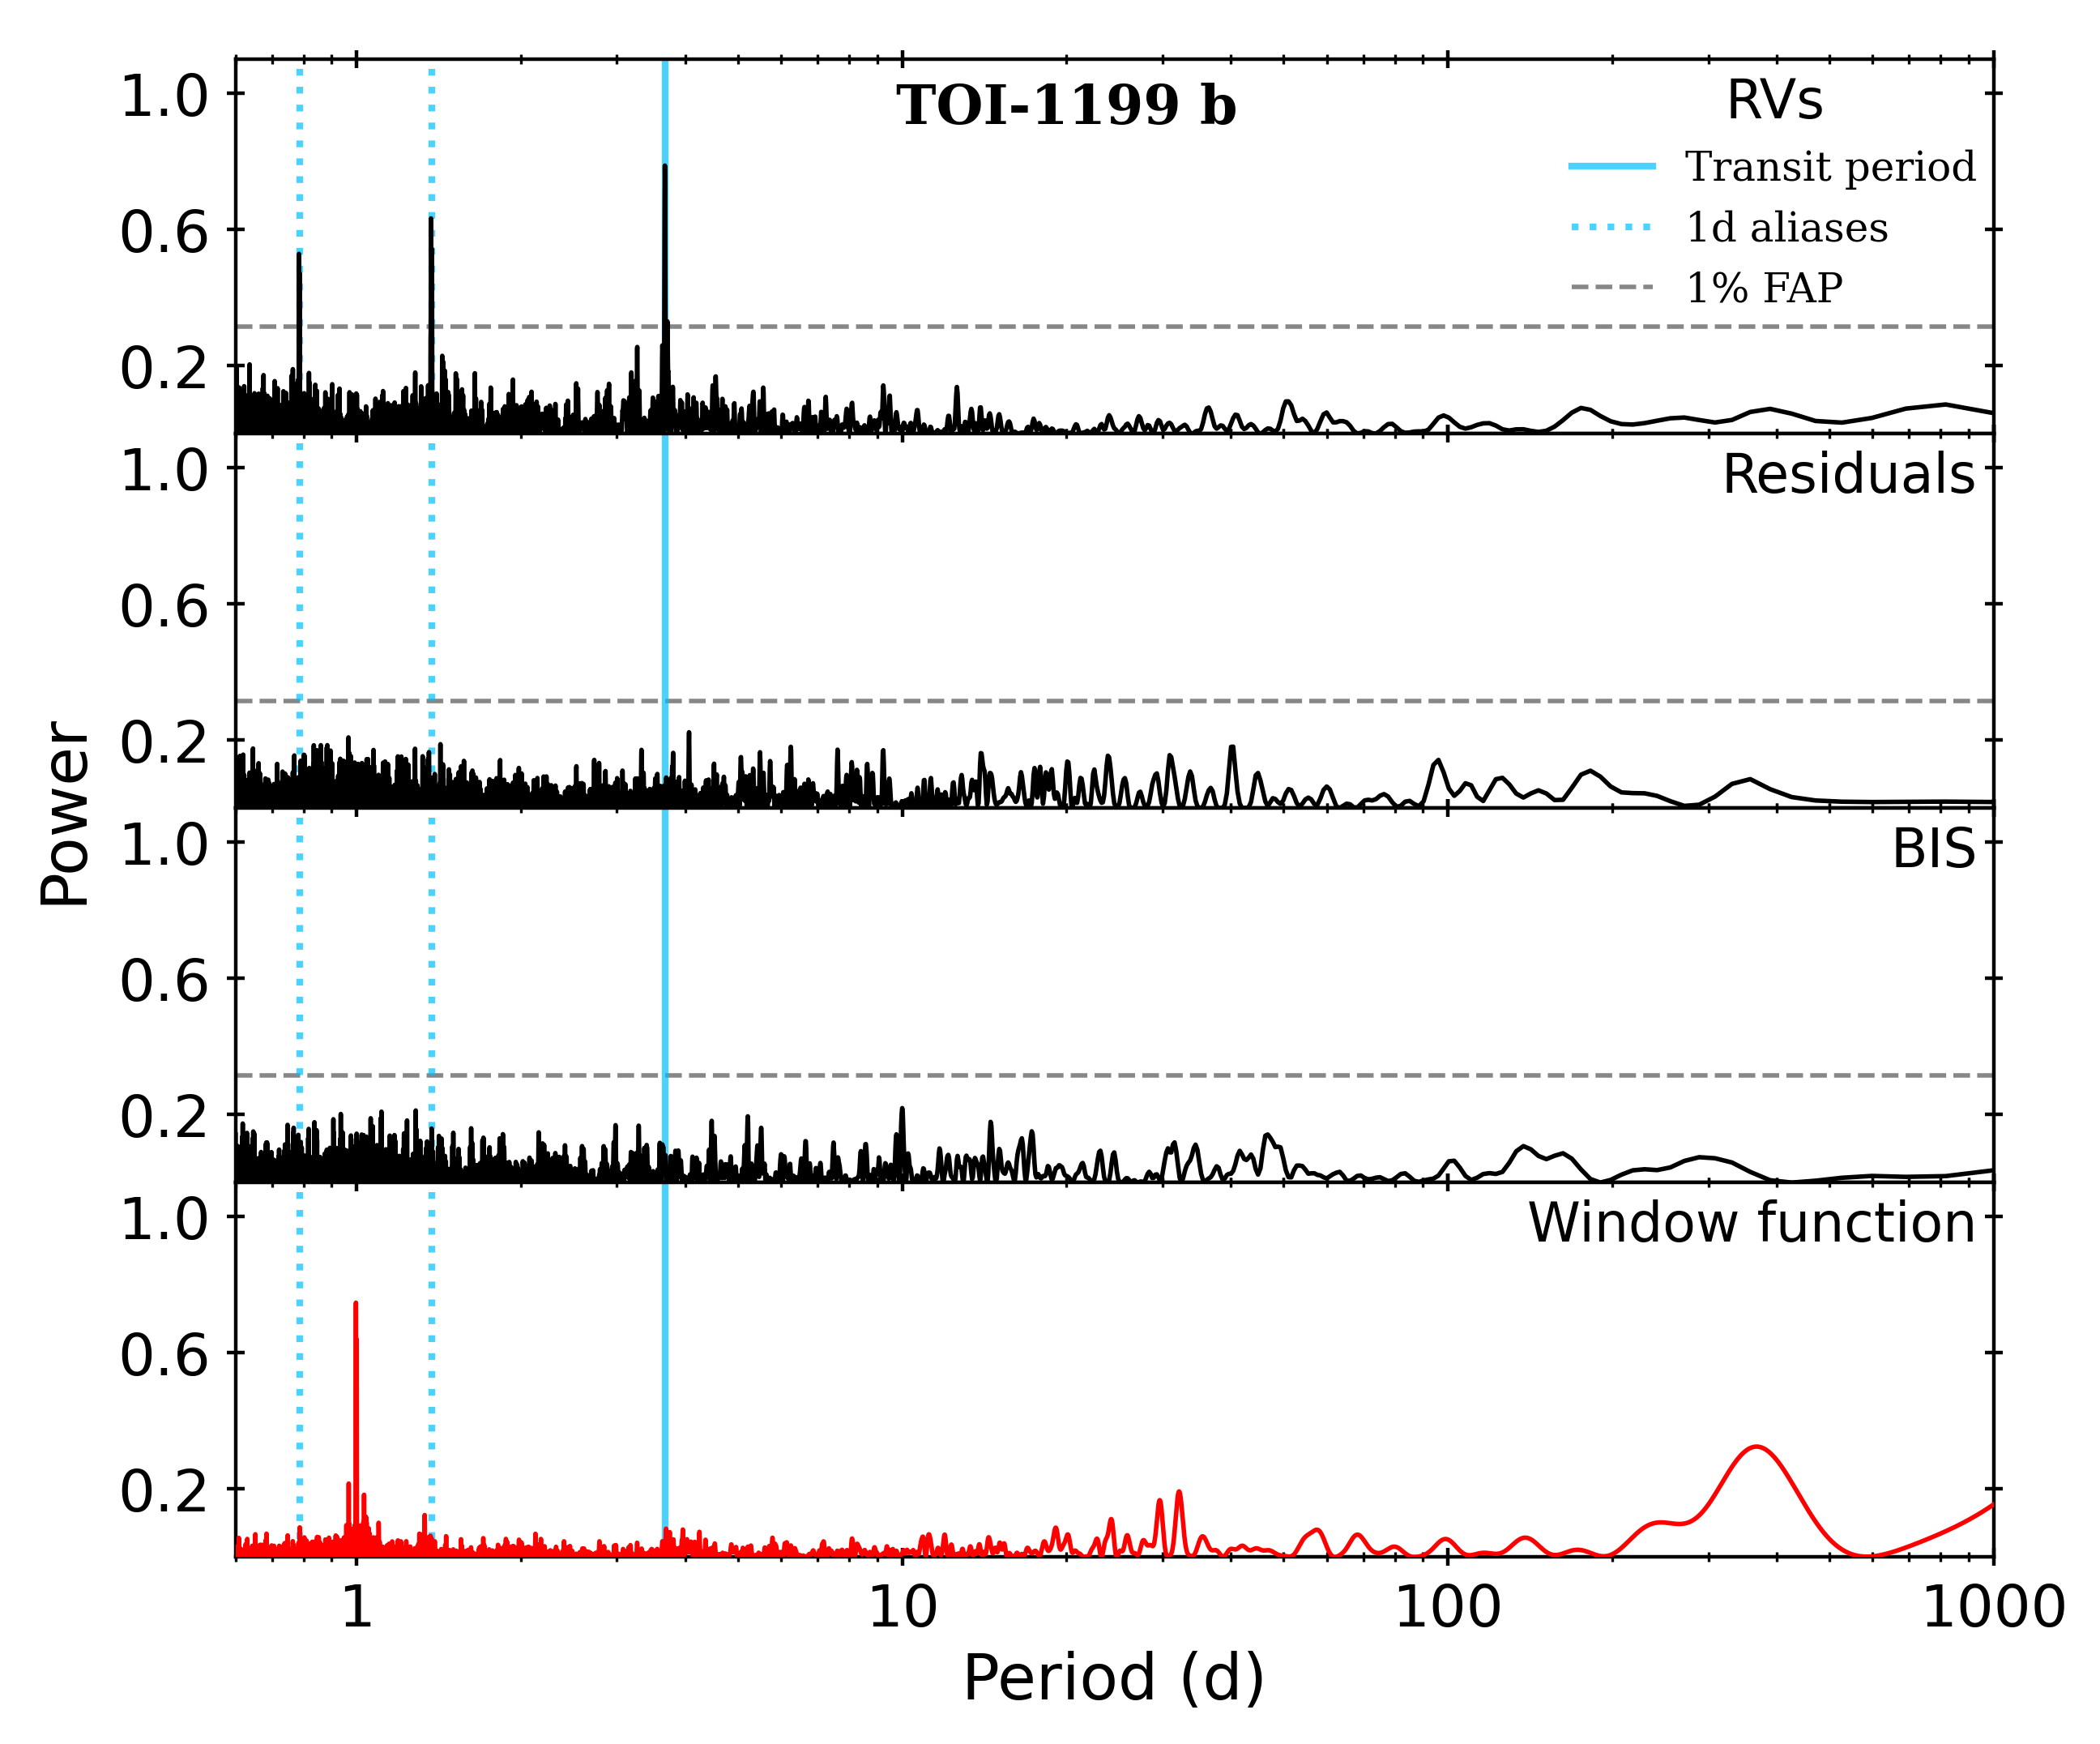 TOI-1199 b
RVs
Transit period
1d aliases
1% FAP
1.0
0.6
0.2
Residuals
1.0
0.6
0.2
BIS
1.0
0.6
0.2
Window function
1.0
0.6
0.2
Power
1 10 100 1000
Period (d)